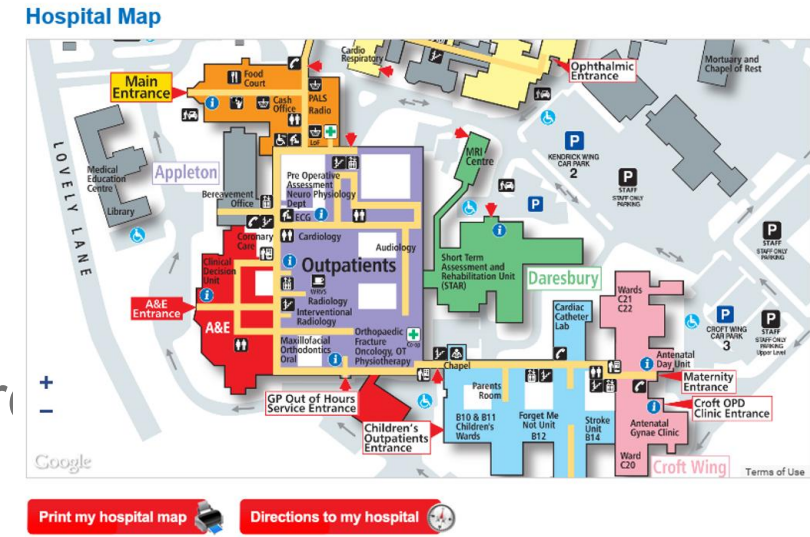 Hospital Map
Cardio
Respiratory
Ophthalmic
Entrance
Mortuary and
Chapel of Rest
Food
Court
Main
Entrance
Cash
Office
PALS
Radio
LoF
KENDRICK WING
CAR PARK
2
STAFF
STAFF ONLY
PARKING
MRI
Centre
LOVELY LANE
Medical
Education
Centre
Library
Appleton
Bereavement
Office
Pre Operative
Assessment
Neuro Physiology
Dept
ECG
Cardiology
Audiology
Coronary
Care
Outpatients
Clinical
Decision
Unit
WRVS
Radiology
Interventional
Radiology
A&E
Entrance
A&E
Maxillofacial
Orthodontics
Oral
Orthopaedic
Fracture
Oncology, OT
Physiotherapy
Short Term
Assessment and
Rehabilitation Unit
(STAR)
Daresbury
STAFF
STAFF ONLY
PARKING
Wards
C21
C22
Cardiac
Catheter
Lab
CROFT WING
CAR PARK
3
STAFF
STAFF ONLY
PARKING
Upper Level
Chapel
Antenatal
Day Unit
Maternity
Entrance
Parents
Room
GP Out of Hours
Service Entrance
Croft OPD
Clinic Entrance
B10 & B11
Children's
Wards
Forget Me
Not Unit
B12
Stroke
Unit
B14
Antenatal
Gynae Clinic
Children's
Outpatients
Entrance
Ward
C20
Croft Wing
Google
Terms of Use
Print my hospital map
Directions to my hospital